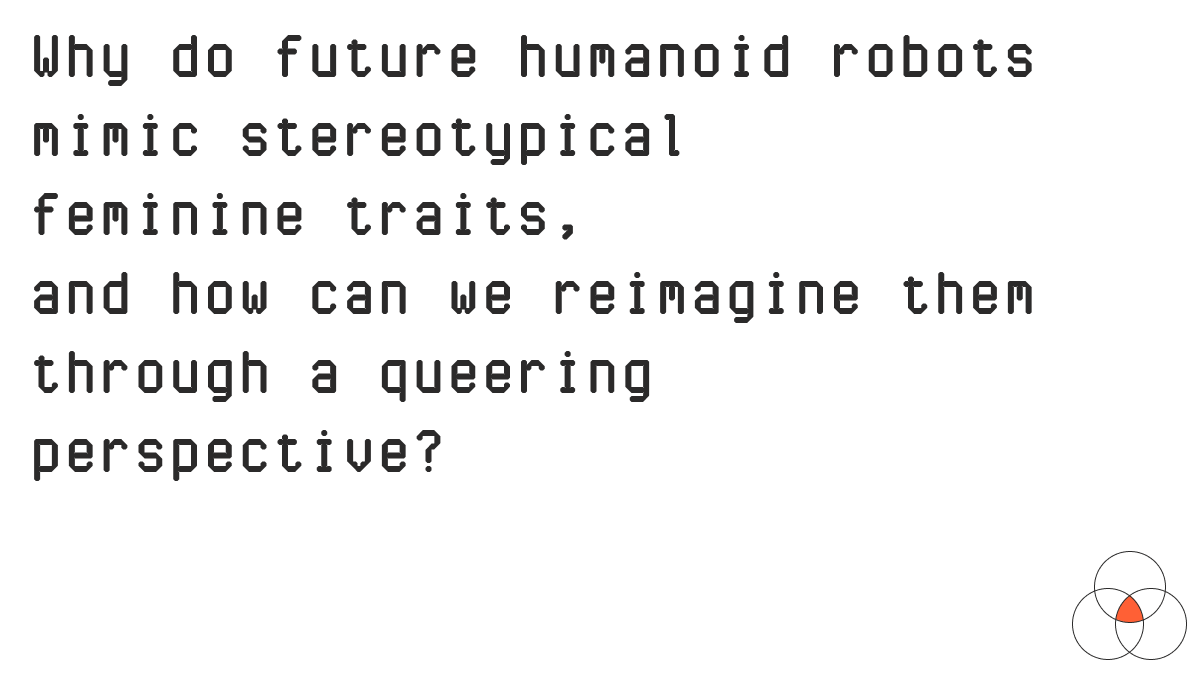 Why do future humanoid robots
mimic stereotypical
feminine traits,
and how can we reimagine them
through a queering
perspective?